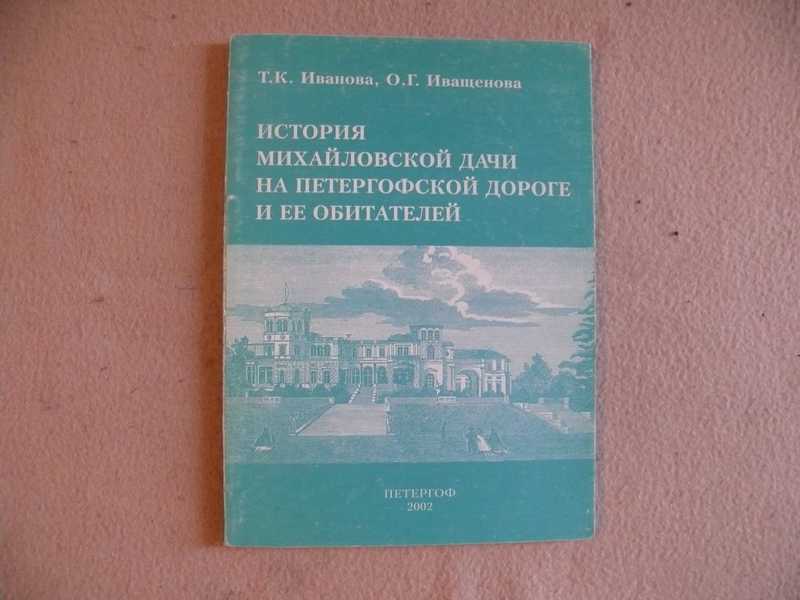 Т.К. Иванова, О.Г. Иващенова
ИСТОРИЯ
МИХАЙЛОВСКОЙ ДАЧИ
НА ПЕТЕРГОФСКОЙ ДОРОГЕ
И ЕЕ ОБИТАТЕЛЕЙ
ПЕТЕРГОФ
2002